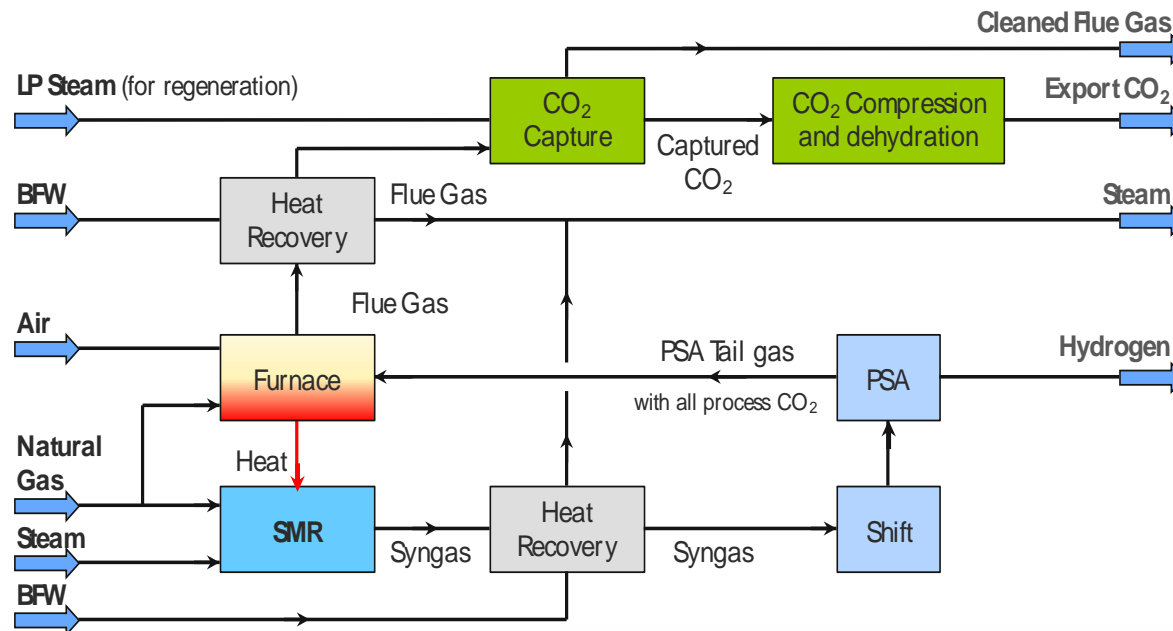 Cleaned Flue Gas
LP Steam (for regeneration)
CO₂
Capture
CO₂ Compression
and dehydration
Export CO₂
Captured
CO₂
BFW
Heat
Recovery
Flue Gas
Steam
Flue Gas
Air
Furnace
PSA Tail gas
with all process CO₂
PSA
Hydrogen
Natural
Gas
Heat
SMR
Syngas
Heat
Recovery
Syngas
Shift
Steam
BFW